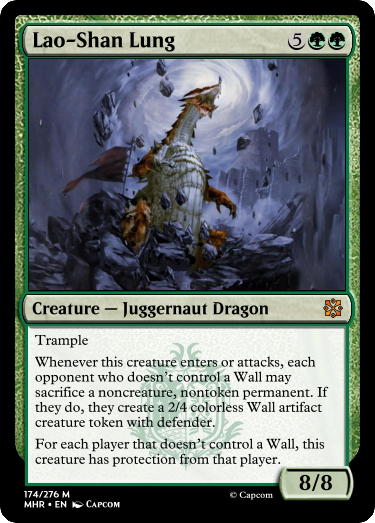 Lao-Shan Lung 5
Creature — Juggernaut Dragon
Trample
Whenever this creature enters or attacks, each
opponent who doesn't control a Wall may
sacrifice a noncreature, nontoken permanent. If
they do, they create a 2/4 colorless Wall artifact
creature token with defender.
For each player that doesn't control a Wall, this
creature has protection from that player.
8/8
174/276 M
MHR • EN Capcom © Capcom